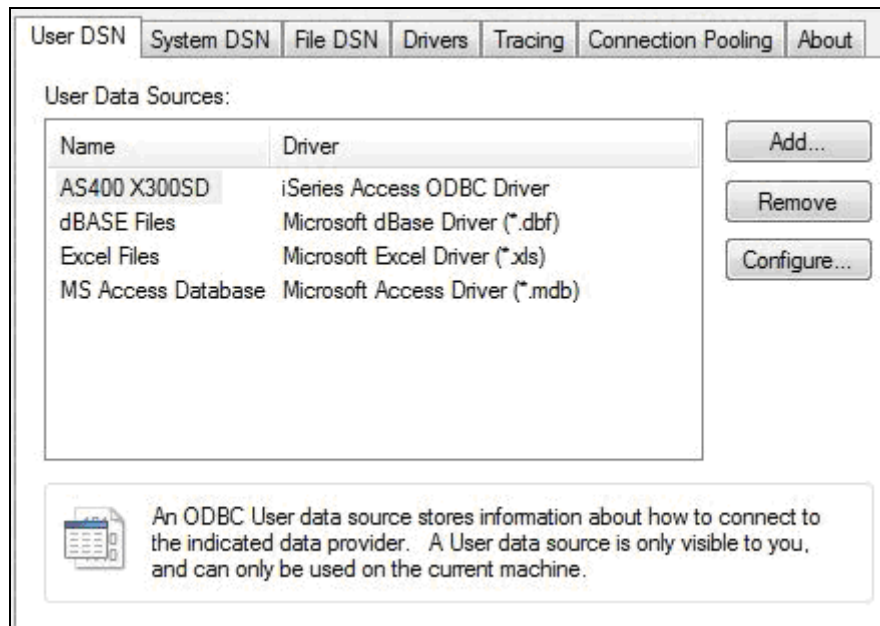 User DSN System DSN File DSN Drivers Tracing Connection Pooling About
User Data Sources:
Name Driver
AS400 X300SD iSeries Access ODBC Driver
dBASE Files Microsoft dBase Driver (*.dbf)
Excel Files Microsoft Excel Driver (*.xls)
MS Access Database Microsoft Access Driver (*.mdb)
Add...
Remove
Configure...
An ODBC User data source stores information about how to connect to
the indicated data provider. A User data source is only visible to you,
and can only be used on the current machine.